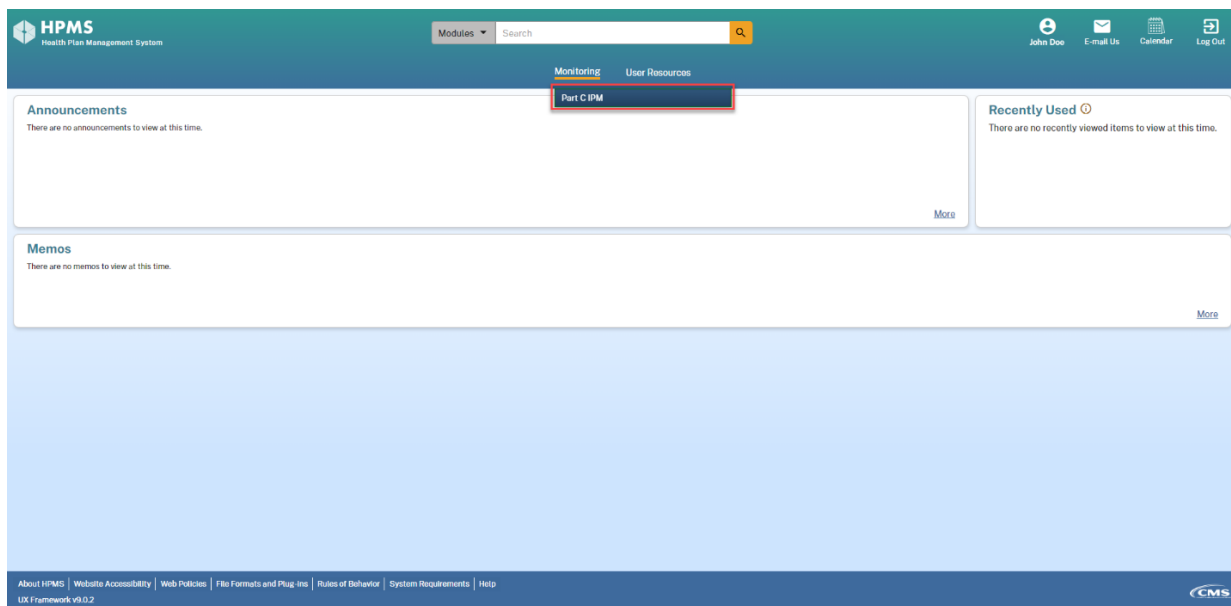 HPMS
Health Plan Management System
Modules
Search
John Doe
E-mail Us
Calendar
Log Out
Monitoring
User Resources
Part C IPM
Announcements
There are no announcements to view at this time.
More
Recently Used
There are no recently viewed items to view at this time.
Memos
There are no memos to view at this time.
More
About HPMS | Website Accessibility | Web Policies | File Formats and Plug-Ins | Rules of Behavior | System Requirements | Help
UX Framework v9.0.2
CMS